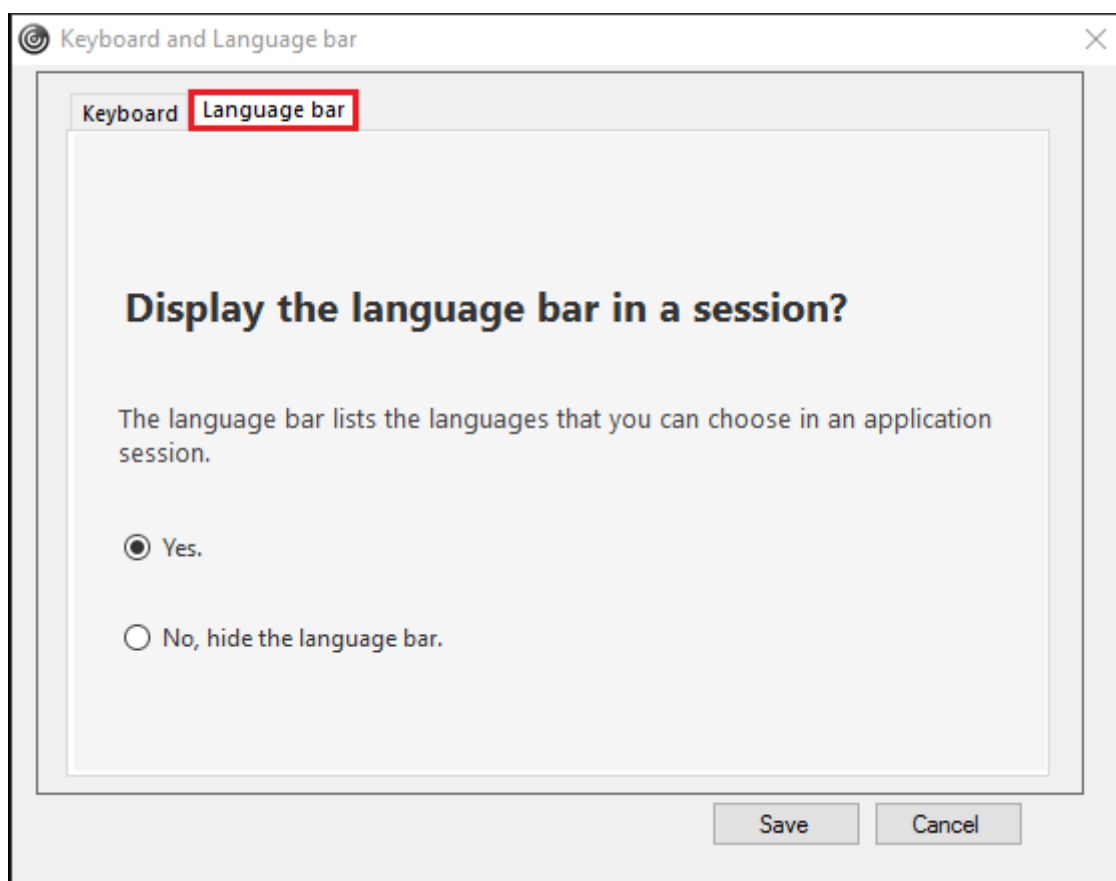 Keyboard and Language bar
Keyboard
Language bar
Display the language bar in a session?
The language bar lists the languages that you can choose in an application
session.
Yes.
No, hide the language bar.
Save
Cancel